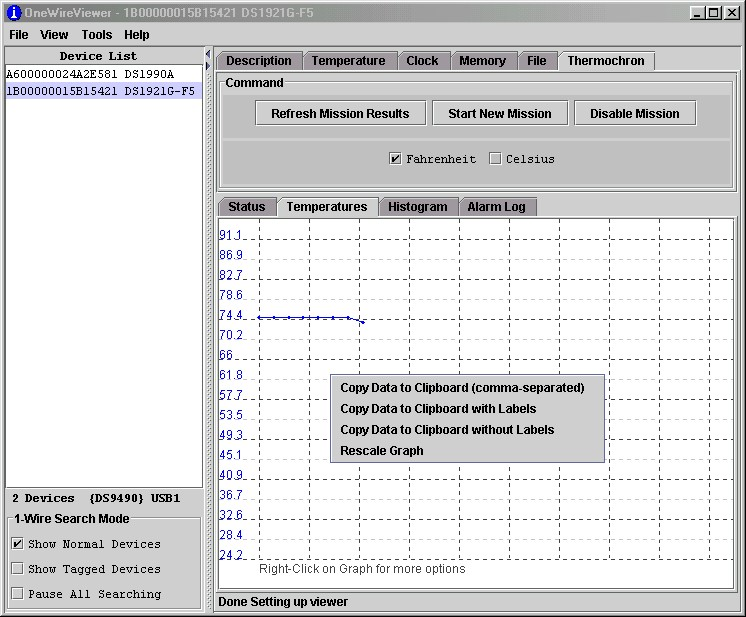 OneWireViewer - 1B00000015B15421 DS1921G-F5
File View Tools Help
Device List
A600000024A2E581 DS1990A
1B00000015B15421 DS1921G-F5
2 Devices {DS9490} USB1
1-Wire Search Mode
Show Normal Devices
Show Tagged Devices
Pause All Searching
Description Temperature Clock Memory File Thermochron
Command
Refresh Mission Results Start New Mission Disable Mission
Fahrenheit Celsius
Status Temperatures Histogram Alarm Log
91.1
86.9
82.7
78.6
74.4
70.2
66
61.8
57.7
53.5
49.3
45.1
40.9
36.7
32.6
28.4
24.2
Copy Data to Clipboard (comma-separated)
Copy Data to Clipboard with Labels
Copy Data to Clipboard without Labels
Rescale Graph
Right-Click on Graph for more options
Done Setting up viewer